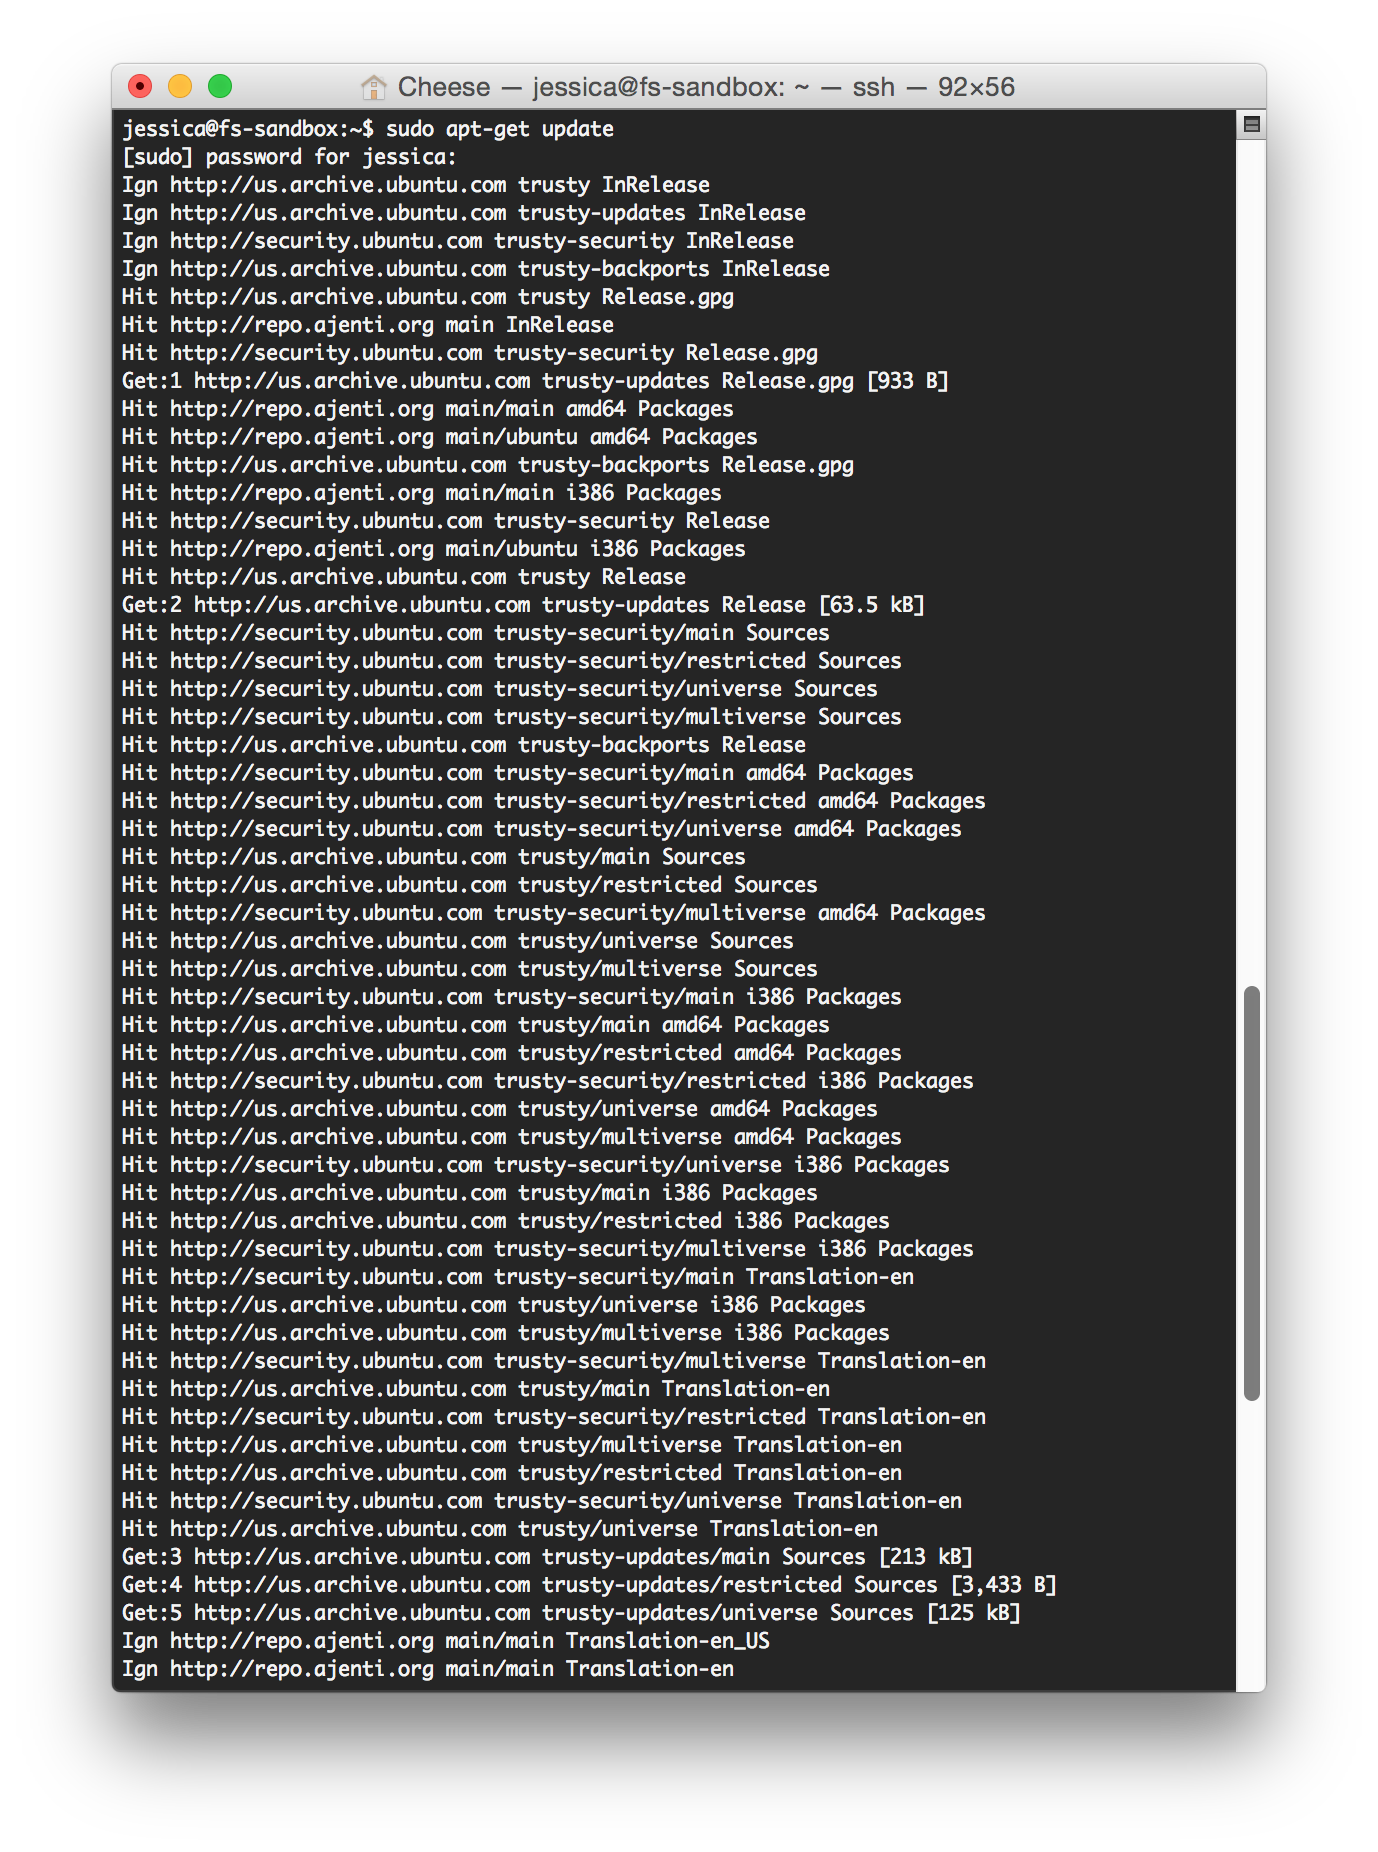 Cheese — jessica@fs-sandbox: ~ — ssh — 92×56
jessica@fs-sandbox:~$ sudo apt-get update
[sudo] password for jessica:
Ign http://us.archive.ubuntu.com trusty InRelease
Ign http://us.archive.ubuntu.com trusty-updates InRelease
Ign http://security.ubuntu.com trusty-security InRelease
Ign http://us.archive.ubuntu.com trusty-backports InRelease
Hit http://us.archive.ubuntu.com trusty Release.gpg
Hit http://repo.ajenti.org main InRelease
Hit http://security.ubuntu.com trusty-security Release.gpg
Get:1 http://us.archive.ubuntu.com trusty-updates Release.gpg [933 B]
Hit http://repo.ajenti.org main/main amd64 Packages
Hit http://repo.ajenti.org main/ubuntu amd64 Packages
Hit http://us.archive.ubuntu.com trusty-backports Release.gpg
Hit http://repo.ajenti.org main/main i386 Packages
Hit http://security.ubuntu.com trusty-security Release
Hit http://repo.ajenti.org main/ubuntu i386 Packages
Hit http://us.archive.ubuntu.com trusty Release
Get:2 http://us.archive.ubuntu.com trusty-updates Release [63.5 kB]
Hit http://security.ubuntu.com trusty-security/main Sources
Hit http://security.ubuntu.com trusty-security/restricted Sources
Hit http://security.ubuntu.com trusty-security/universe Sources
Hit http://security.ubuntu.com trusty-security/multiverse Sources
Hit http://us.archive.ubuntu.com trusty-backports Release
Hit http://security.ubuntu.com trusty-security/main amd64 Packages
Hit http://security.ubuntu.com trusty-security/restricted amd64 Packages
Hit http://security.ubuntu.com trusty-security/universe amd64 Packages
Hit http://us.archive.ubuntu.com trusty/main Sources
Hit http://us.archive.ubuntu.com trusty/restricted Sources
Hit http://security.ubuntu.com trusty-security/multiverse amd64 Packages
Hit http://us.archive.ubuntu.com trusty/universe Sources
Hit http://us.archive.ubuntu.com trusty/multiverse Sources
Hit http://security.ubuntu.com trusty-security/main i386 Packages
Hit http://us.archive.ubuntu.com trusty/main amd64 Packages
Hit http://us.archive.ubuntu.com trusty/restricted amd64 Packages
Hit http://security.ubuntu.com trusty-security/restricted i386 Packages
Hit http://us.archive.ubuntu.com trusty/universe amd64 Packages
Hit http://us.archive.ubuntu.com trusty/multiverse amd64 Packages
Hit http://security.ubuntu.com trusty-security/universe i386 Packages
Hit http://us.archive.ubuntu.com trusty/main i386 Packages
Hit http://us.archive.ubuntu.com trusty/restricted i386 Packages
Hit http://security.ubuntu.com trusty-security/multiverse i386 Packages
Hit http://security.ubuntu.com trusty-security/main Translation-en
Hit http://us.archive.ubuntu.com trusty/universe i386 Packages
Hit http://us.archive.ubuntu.com trusty/multiverse i386 Packages
Hit http://security.ubuntu.com trusty-security/multiverse Translation-en
Hit http://us.archive.ubuntu.com trusty/main Translation-en
Hit http://security.ubuntu.com trusty-security/restricted Translation-en
Hit http://us.archive.ubuntu.com trusty/multiverse Translation-en
Hit http://us.archive.ubuntu.com trusty/restricted Translation-en
Hit http://security.ubuntu.com trusty-security/universe Translation-en
Hit http://us.archive.ubuntu.com trusty/universe Translation-en
Get:3 http://us.archive.ubuntu.com trusty-updates/main Sources [213 kB]
Get:4 http://us.archive.ubuntu.com trusty-updates/restricted Sources [3,433 B]
Get:5 http://us.archive.ubuntu.com trusty-updates/universe Sources [125 kB]
Ign http://repo.ajenti.org main/main Translation-en_US
Ign http://repo.ajenti.org main/main Translation-en